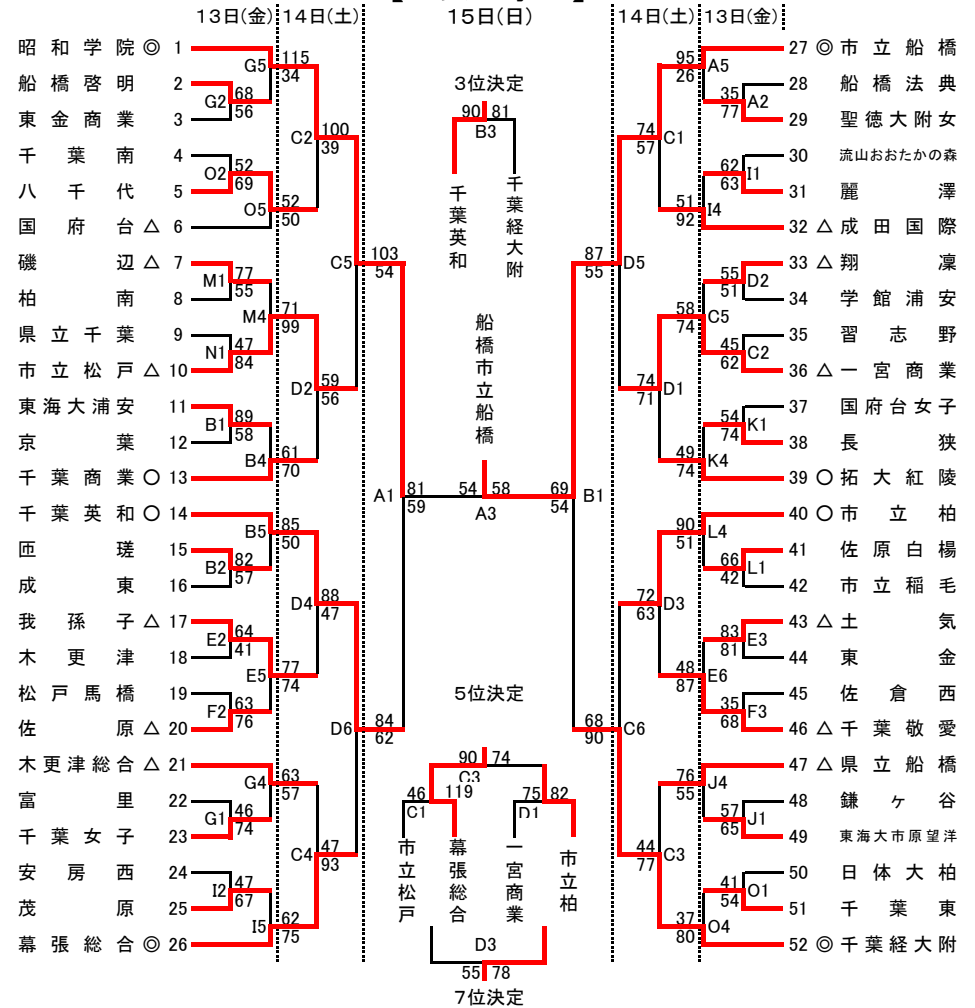 13日(金) 14日(土) 15日(日) 14日(土) 13日(金)
昭和学院 ◎ 1
船橋啓明 2
東金商業 3
千葉南 4
八千代 5
国府台 △ 6
磯辺 △ 7
柏南 8
県立千葉 9
市立松戸 △ 10
東海大浦安 11
京葉 12
千葉商業 ○ 13
千葉英和 ○ 14
匝瑳 15
成東 16
我孫子 △ 17
木更津 18
松戸馬橋 19
佐原 △ 20
木更津総合 △ 21
富里 22
千葉女子 23
安房西 24
茂原 25
幕張総合 ◎ 26
G2 68 56
O2 52 69
M1 77 55
N1 47 84
B1 89 58
B2 82 57
E2 64 41
F2 63 76
G1 46 74
I2 47 67
G5 115 34
O5 52 50
M4 71 99
B4 61 70
B5 85 50
E5 77 74
G4 63 57
I5 62 75
C2 100 39
D2 59 56
D4 88 47
C4 47 93
C5 103 54
D6 84 62
A1 81 59
3位決定
90 81
B3
千葉英和
千葉経大附
船橋市立船橋
54 58
A3
5位決定
90 74
C3
46 119
C1
75 82
D1
市立松戸
幕張総合
一宮商業
市立柏
D3
55 78
7位決定
69 54 B1
87 55 D5
68 90 C6
74 57 C1
74 71 D1
72 63 D3
44 77 C3
95 26 A5
51 92 I4
58 74 C5
49 74 K4
90 51 L4
48 87 E6
76 55 J4
37 80 O4
35 77 A2
62 63 I1
55 51 D2
45 62 C2
54 74 K1
66 42 L1
83 81 E3
35 68 F3
57 65 J1
41 54 O1
27 ◎ 市立船橋
28 船橋法典
29 聖徳大附女
30 流山おおたかの森
31 麗澤
32 △ 成田国際
33 △ 翔凜
34 学館浦安
35 習志野
36 △ 一宮商業
37 国府台女子
38 長狭
39 ○ 拓大紅陵
40 ○ 市立柏
41 佐原白楊
42 市立稲毛
43 △ 土気
44 東金
45 佐倉西
46 △ 千葉敬愛
47 △ 県立船橋
48 鎌ヶ谷
49 東海大市原望洋
50 日体大柏
51 千葉東
52 ◎ 千葉経大附